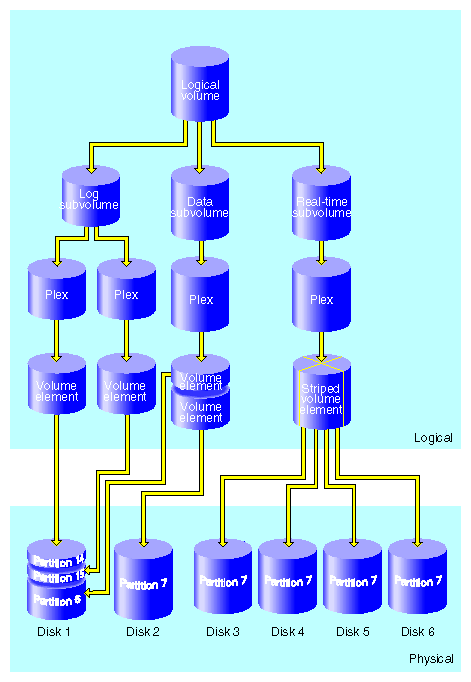 Logical
volume
Log
subvolume
Data
subvolume
Real-time
subvolume
Plex
Plex
Plex
Plex
Volume
element
Volume
element
Volume
element
Volume
element
Striped
volume
element
Logical
Partition 14
Partition 15
Partition 6
Partition 7
Partition 7
Partition 7
Partition 7
Partition 7
Disk 1
Disk 2
Disk 3
Disk 4
Disk 5
Disk 6
Physical